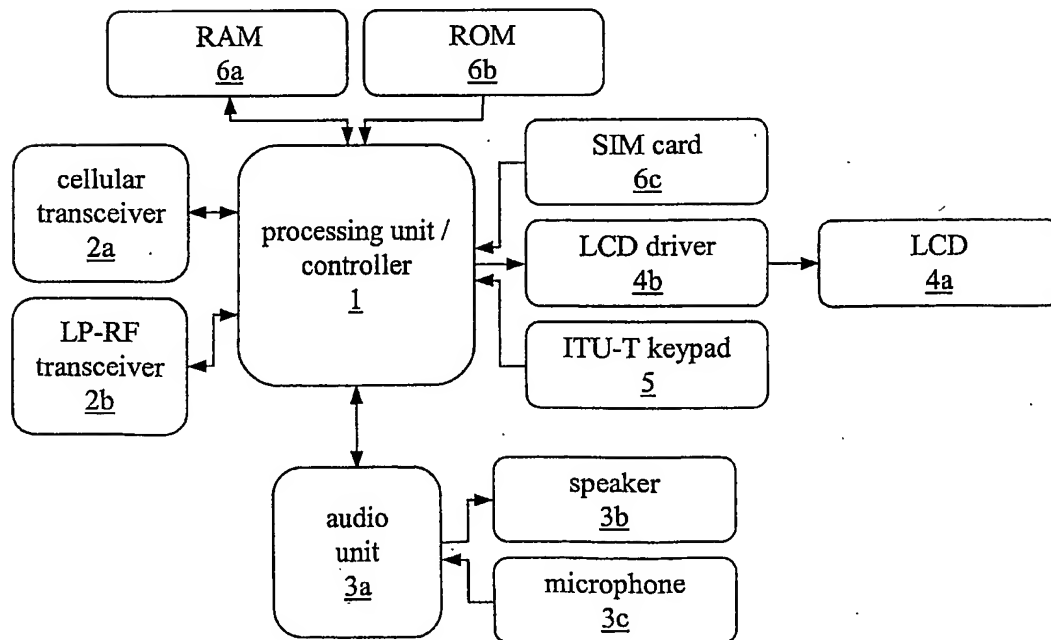 RAM
6a
ROM
6b
cellular
transceiver
2a
LP-RF
transceiver
2b
processing unit /
controller
1
SIM card
6c
LCD driver
4b
LCD
4a
ITU-T keypad
5
audio
unit
3a
speaker
3b
microphone
3c